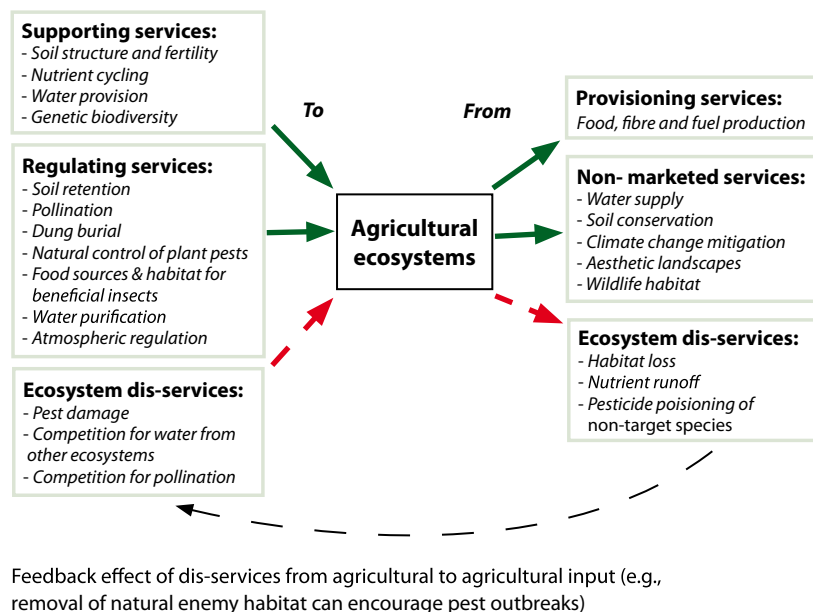 Supporting services:
- Soil structure and fertility
- Nutrient cycling
- Water provision
- Genetic biodiversity
Regulating services:
- Soil retention
- Pollination
- Dung burial
- Natural control of plant pests
- Food sources & habitat for
beneficial insects
- Water purification
- Atmospheric regulation
Ecosystem dis-services:
- Pest damage
- Competition for water from
other ecosystems
- Competition for pollination
To
Agricultural
ecosystems
From
Provisioning services:
Food, fibre and fuel production
Non- marketed services:
- Water supply
- Soil conservation
- Climate change mitigation
- Aesthetic landscapes
- Wildlife habitat
Ecosystem dis-services:
- Habitat loss
- Nutrient runoff
- Pesticide poisioning of
non-target species
Feedback effect of dis-services from agricultural to agricultural input (e.g.,
removal of natural enemy habitat can encourage pest outbreaks)